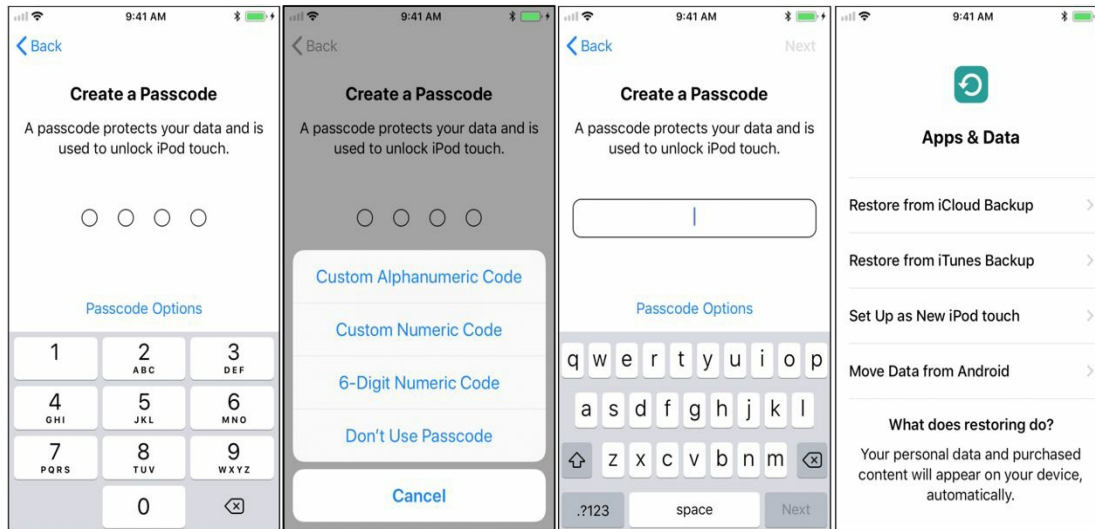 9:41 AM
Back
Create a Passcode
A passcode protects your data and is
used to unlock iPod touch.
Passcode Options
1
2
ABC
3
DEF
4
GHI
5
JKL
6
MNO
7
PQRS
8
TUV
9
WXYZ
0
9:41 AM
Back
Create a Passcode
A passcode protects your data and is
used to unlock iPod touch.
Custom Alphanumeric Code
Custom Numeric Code
6-Digit Numeric Code
Don't Use Passcode
Cancel
9:41 AM
Back Next
Create a Passcode
A passcode protects your data and is
used to unlock iPod touch.
Passcode Options
q w e r t y u i o p
a s d f g h j k l
z x c v b n m
.?123 space Next
9:41 AM
Apps & Data
Restore from iCloud Backup
Restore from iTunes Backup
Set Up as New iPod touch
Move Data from Android
What does restoring do?
Your personal data and purchased
content will appear on your device,
automatically.